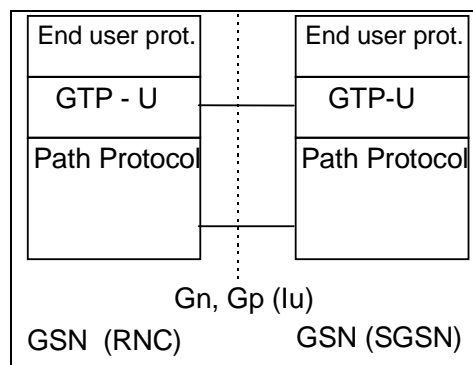 End user prot. End user prot.
GTP - U GTP-U
Path Protocol Path Protocol
Gn, Gp (Iu)
GSN (RNC) GSN (SGSN)